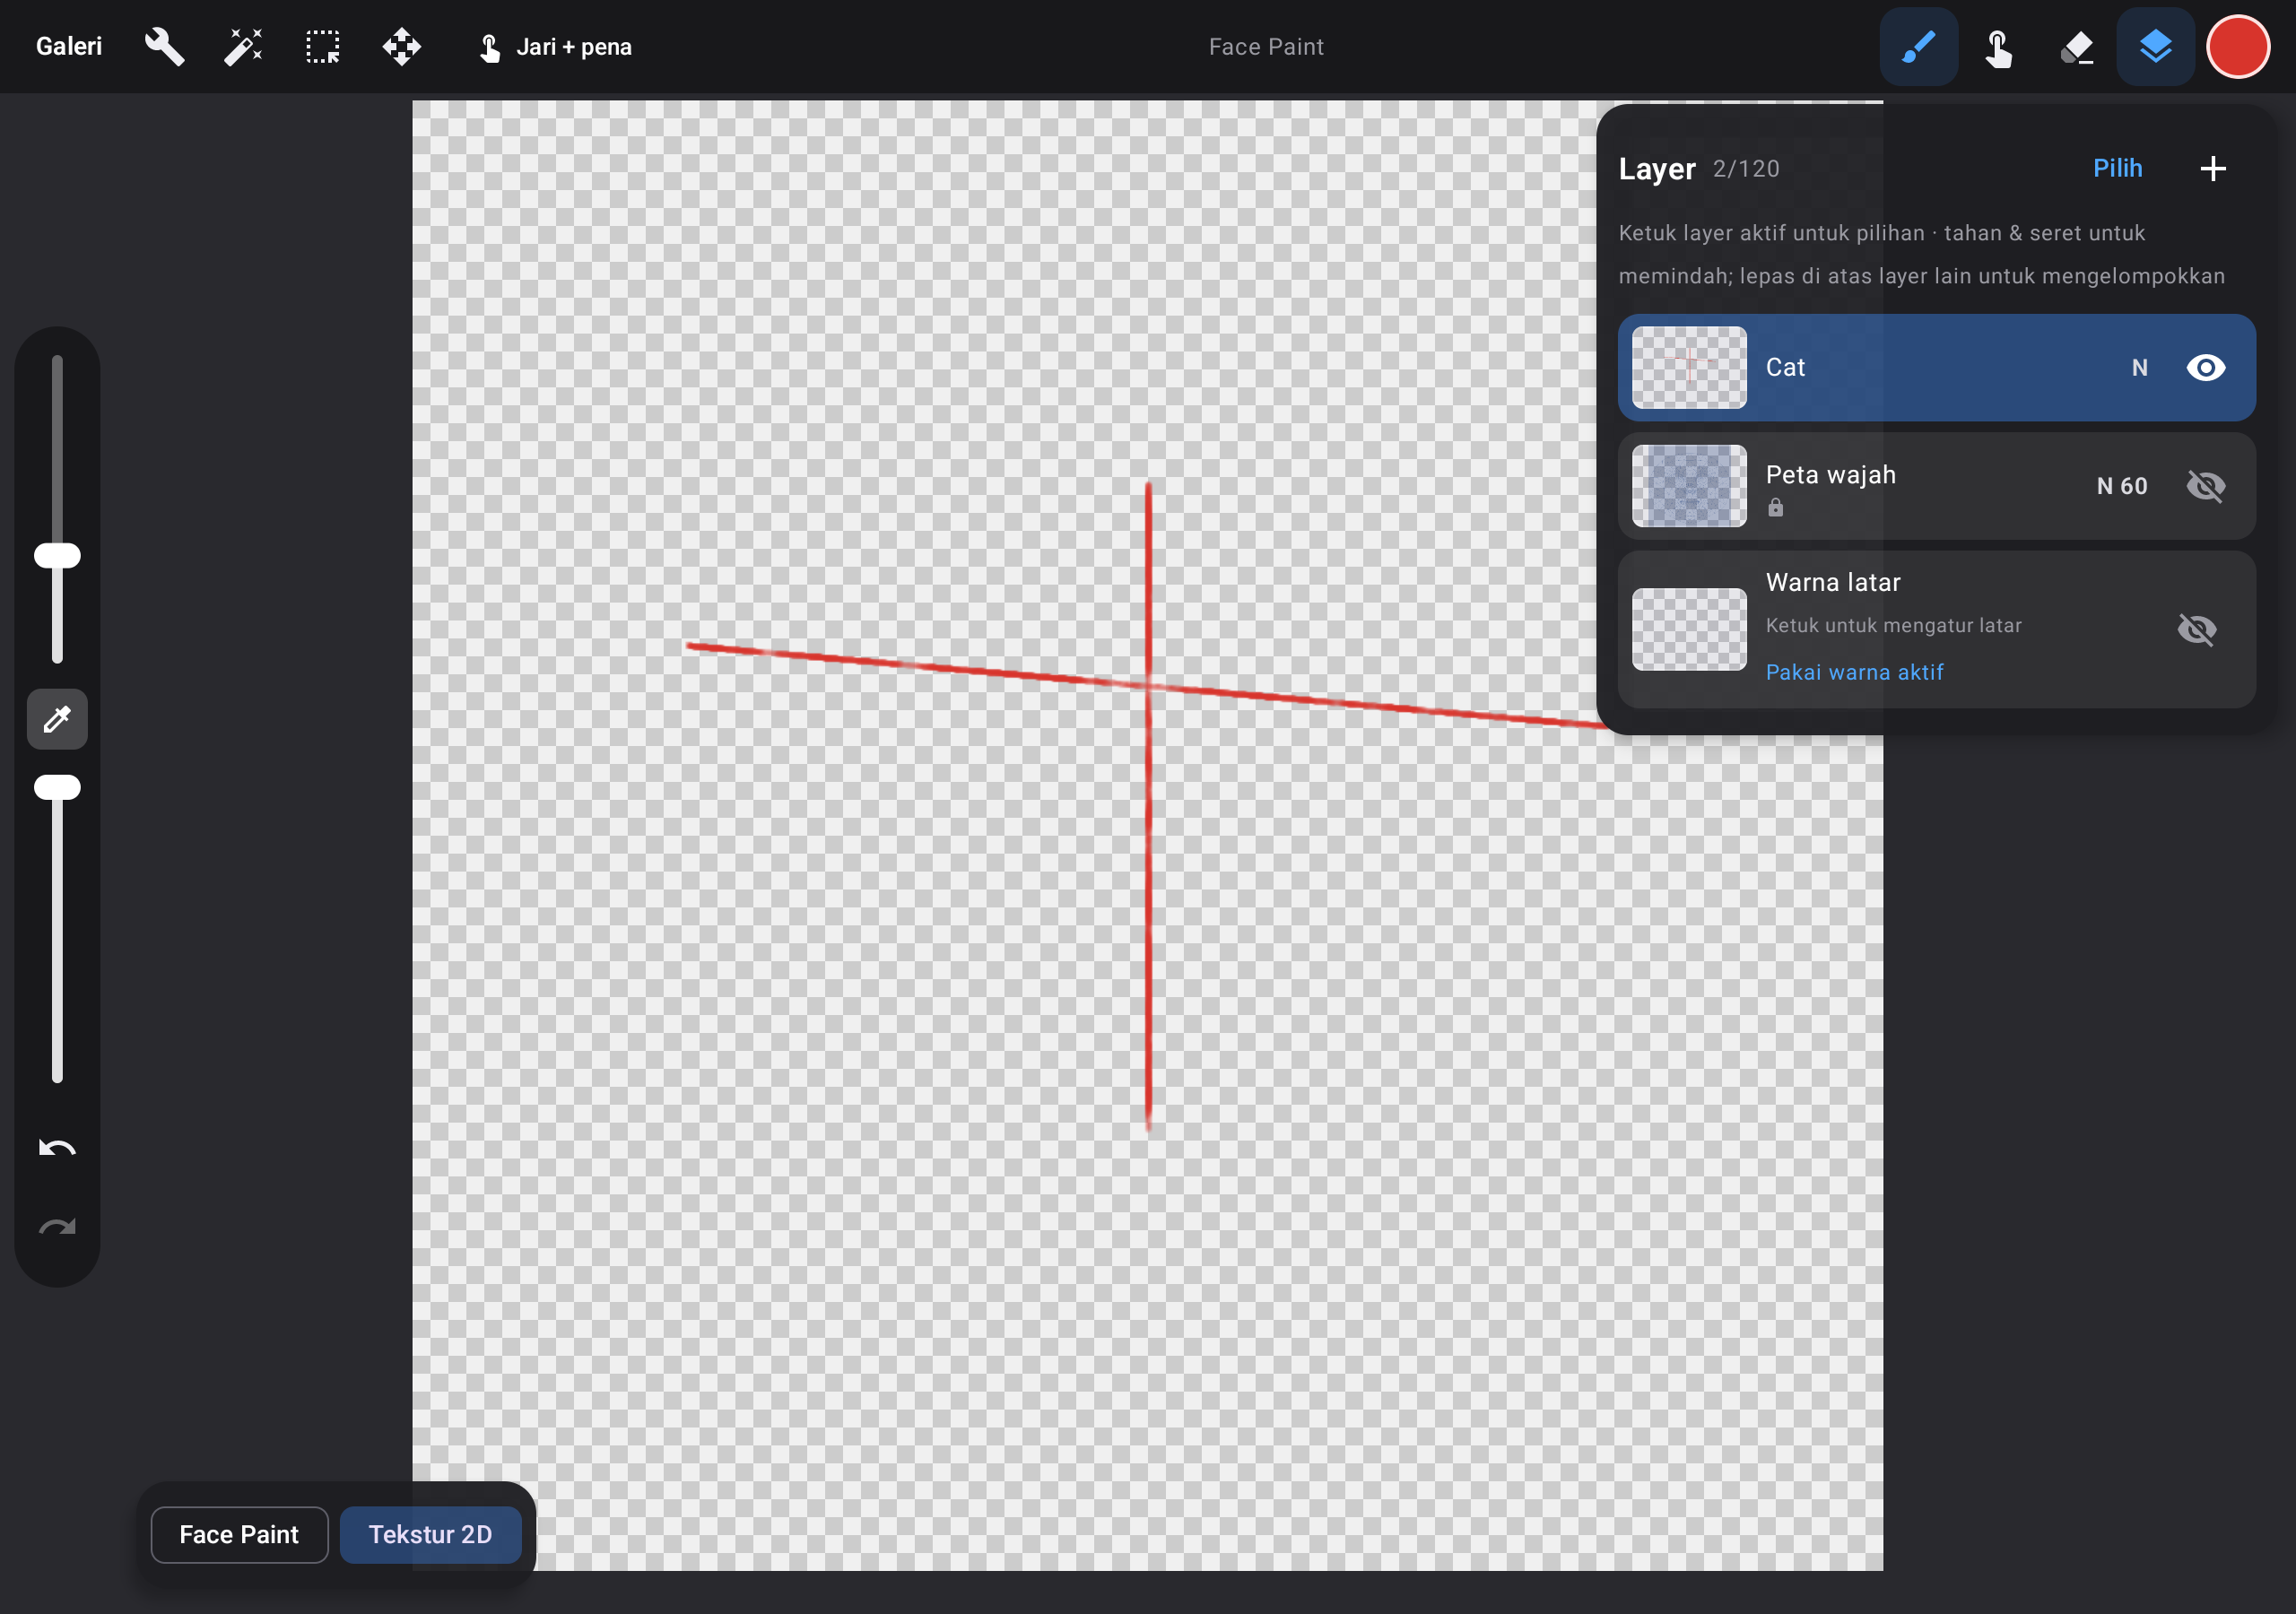 Galeri
Jari + pena
Face Paint
Layer 2/120
Pilih
Ketuk layer aktif untuk pilihan · tahan & seret untuk
memindah; lepas di atas layer lain untuk mengelompokkan
Cat
N
Peta wajah
N 60
Warna latar
Ketuk untuk mengatur latar
Pakai warna aktif
Face Paint
Tekstur 2D